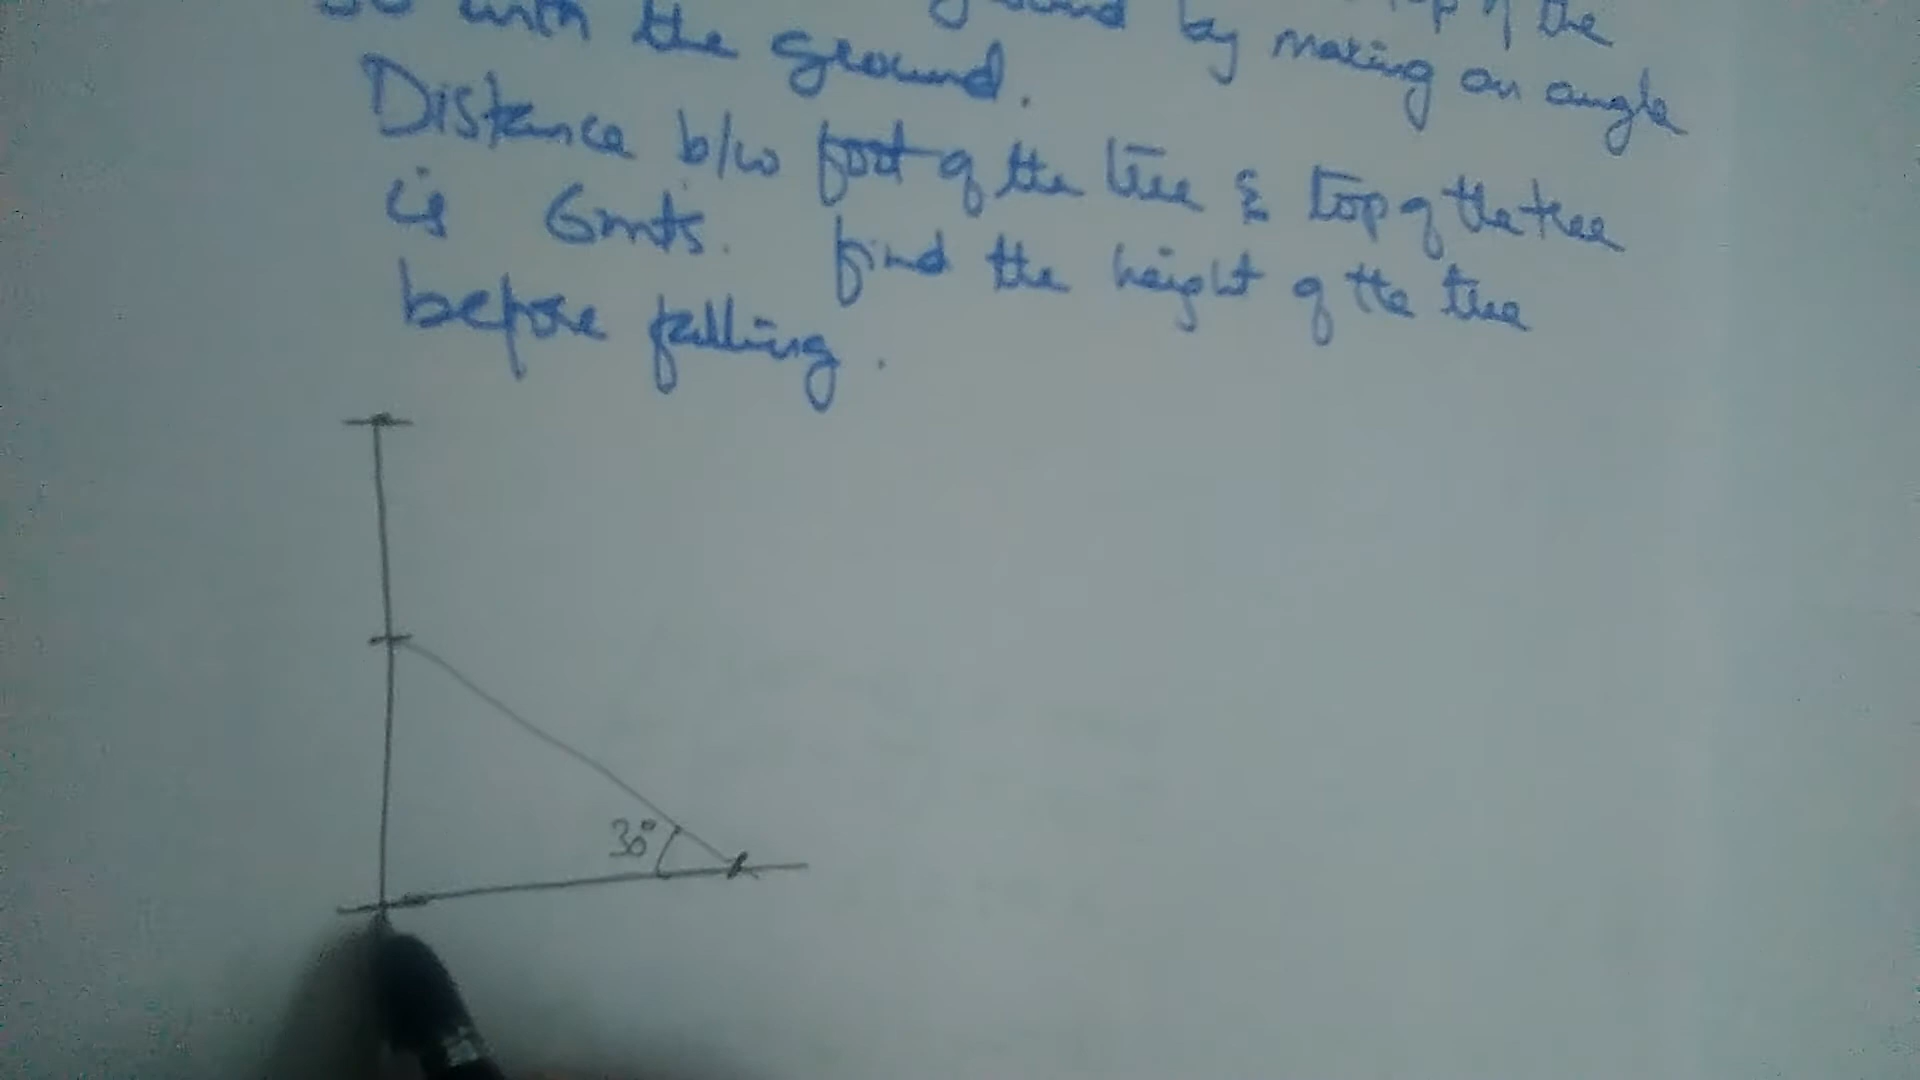 with the ground by making an angle
the ground.
Distance b/w foot of the tree & top of the tree
is 6mts. find the height of the tree
before falling.
30°